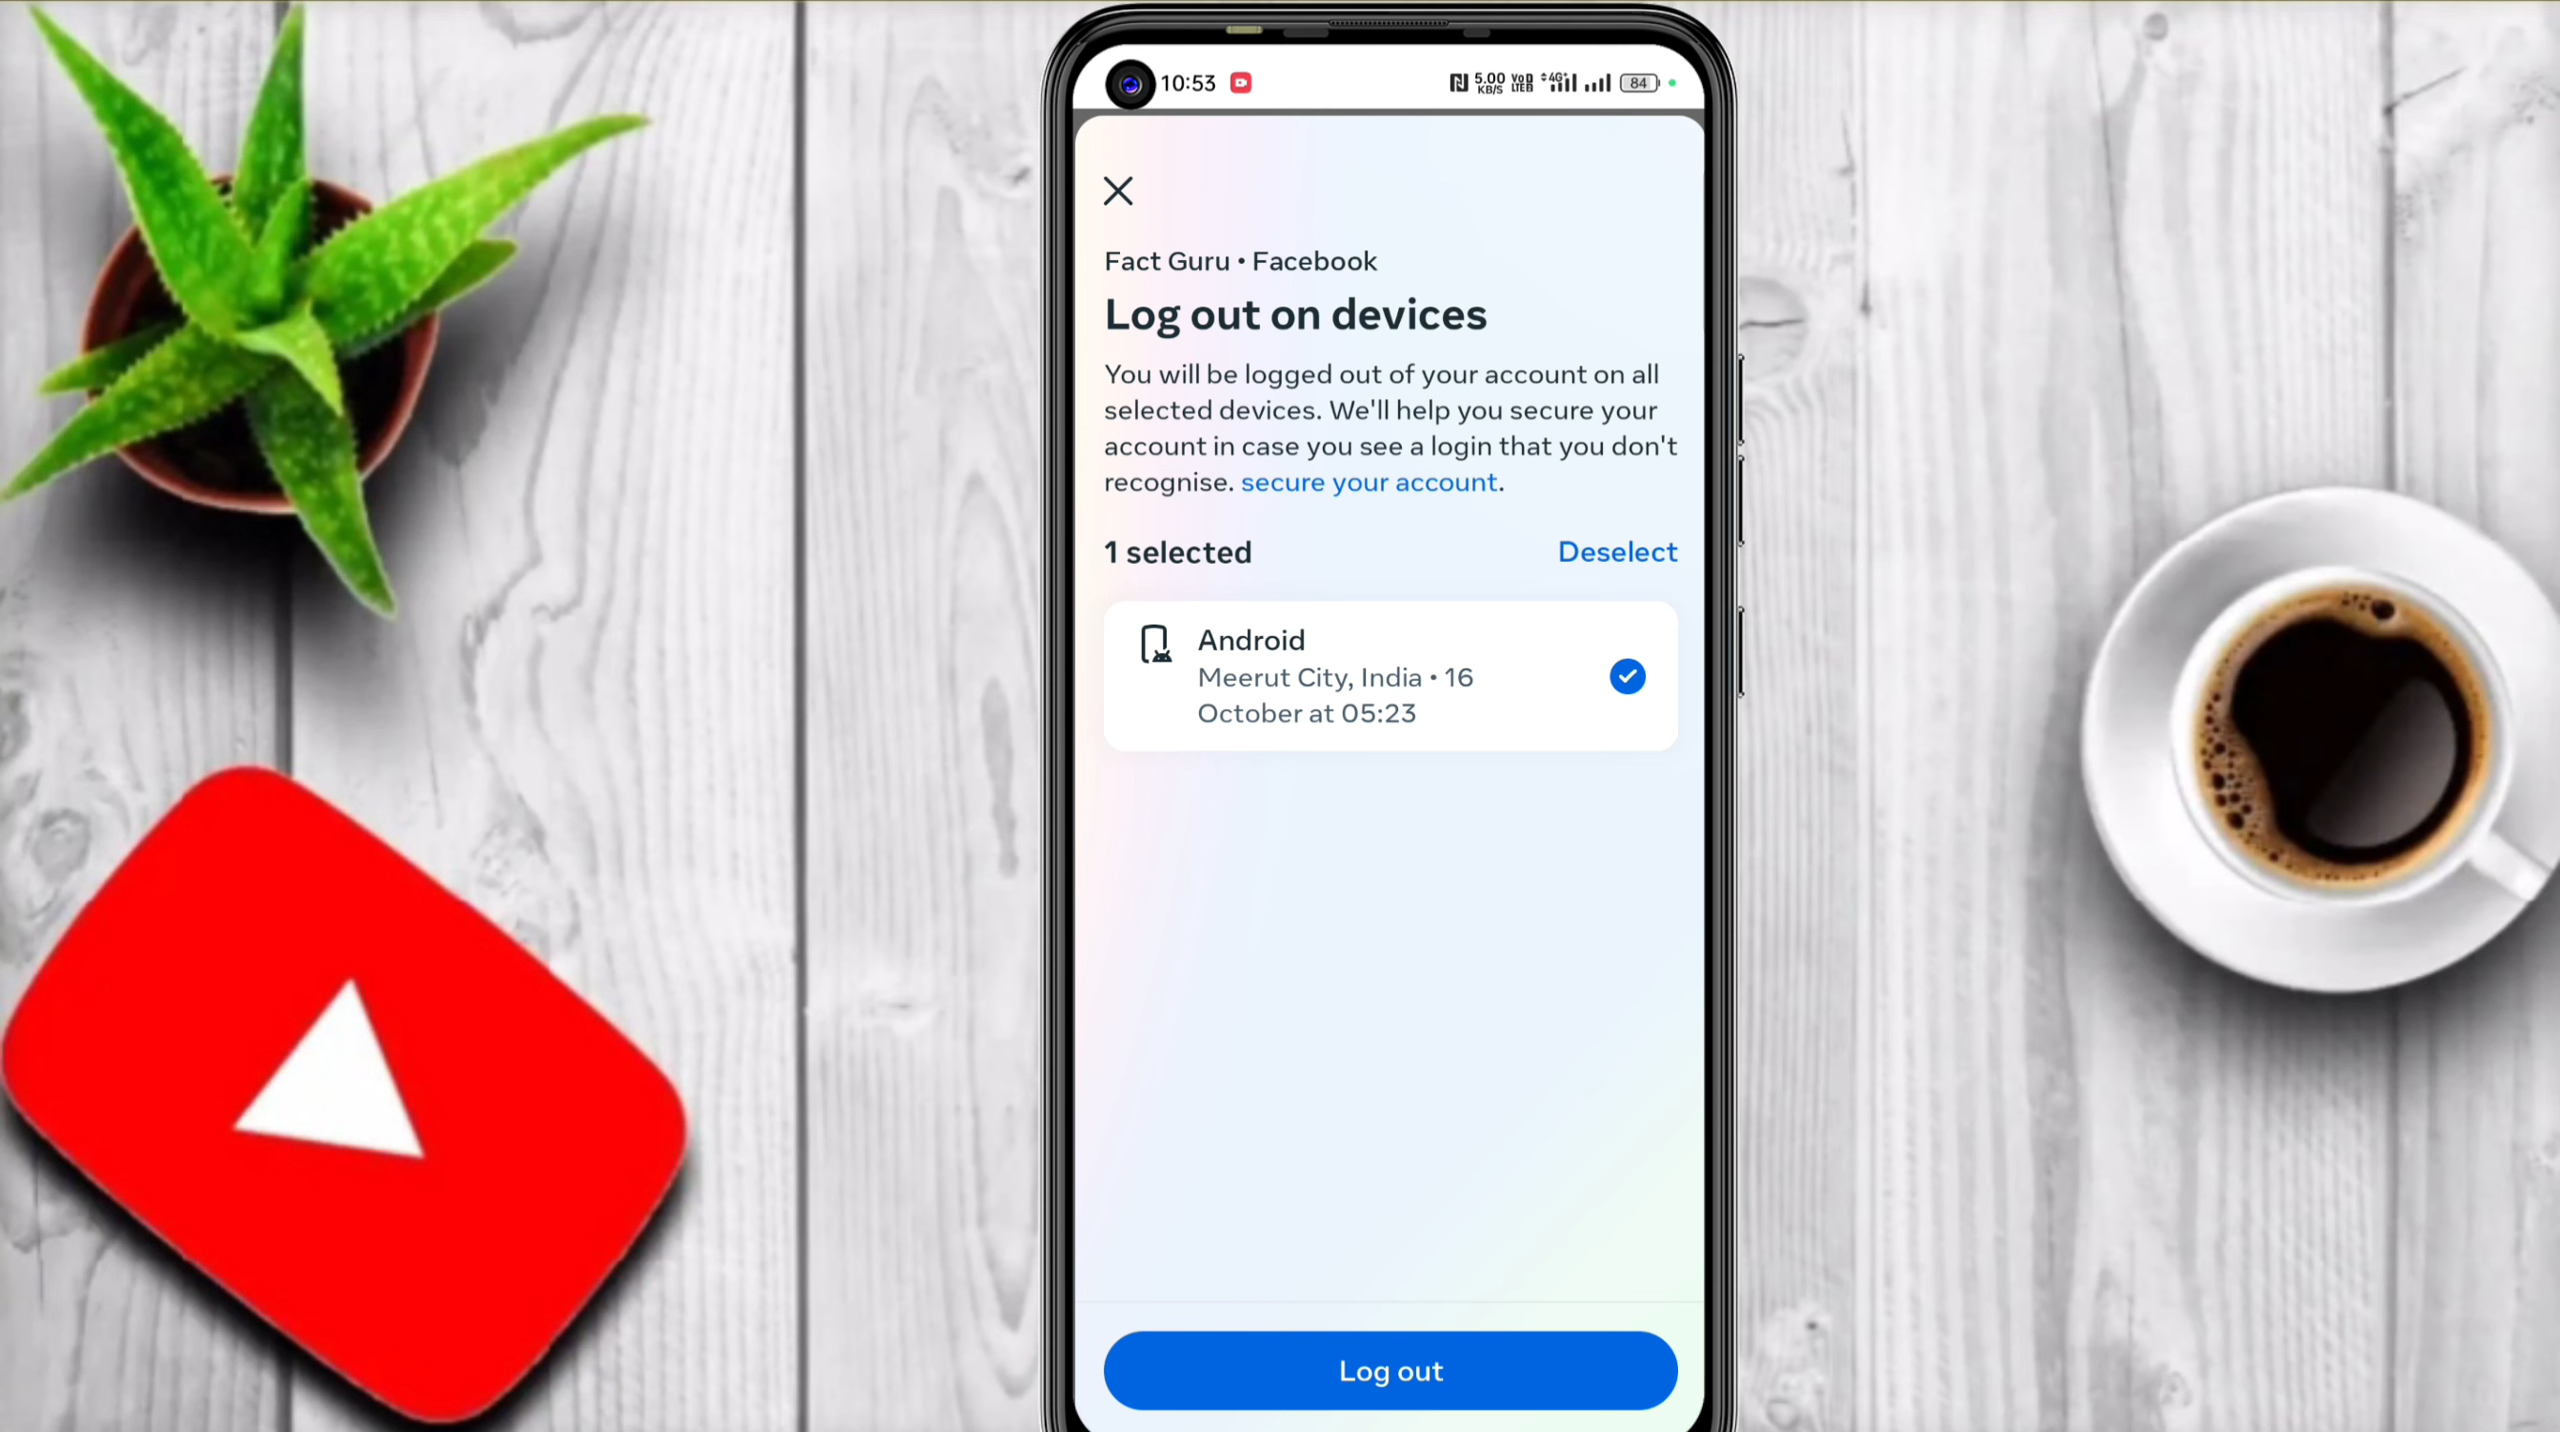 10:53
5.00 KB/S
VoD LTE
4G+
84
Fact Guru • Facebook
Log out on devices
You will be logged out of your account on all
selected devices. We'll help you secure your
account in case you see a login that you don't
recognise. secure your account.
1 selected
Deselect
Android
Meerut City, India • 16
October at 05:23
Log out